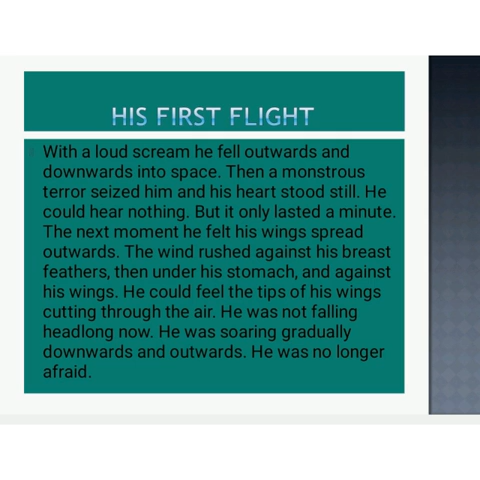 HIS FIRST FLIGHT
With a loud scream he fell outwards and
downwards into space. Then a monstrous
terror seized him and his heart stood still. He
could hear nothing. But it only lasted a minute.
The next moment he felt his wings spread
outwards. The wind rushed against his breast
feathers, then under his stomach, and against
his wings. He could feel the tips of his wings
cutting through the air. He was not falling
headlong now. He was soaring gradually
downwards and outwards. He was no longer
afraid.